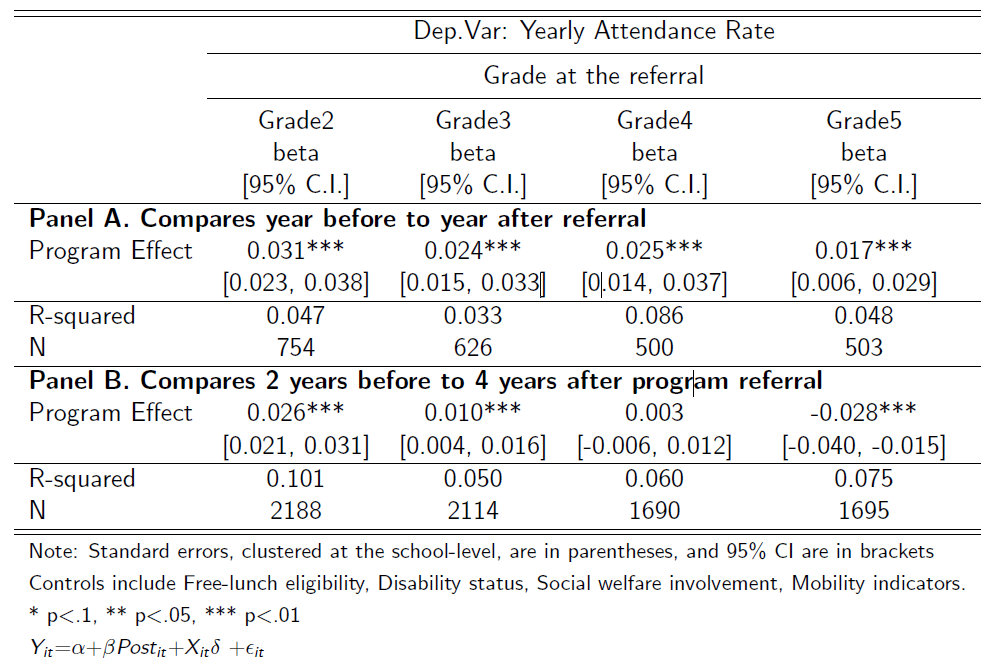 Dep.Var: Yearly Attendance Rate
Grade at the referral
Grade2 Grade3 Grade4 Grade5
beta beta beta beta
[95% C.I.] [95% C.I.] [95% C.I.] [95% C.I.]
Panel A. Compares year before to year after referral
Program Effect 0.031*** 0.024*** 0.025*** 0.017***
[0.023, 0.038] [0.015, 0.033] [0.014, 0.037] [0.006, 0.029]
R-squared 0.047 0.033 0.086 0.048
N 754 626 500 503
Panel B. Compares 2 years before to 4 years after program referral
Program Effect 0.026*** 0.010*** 0.003 -0.028***
[0.021, 0.031] [0.004, 0.016] [-0.006, 0.012] [-0.040, -0.015]
R-squared 0.101 0.050 0.060 0.075
N 2188 2114 1690 1695
Note: Standard errors, clustered at the school-level, are in parentheses, and 95% CI are in brackets
Controls include Free-lunch eligibility, Disability status, Social welfare involvement, Mobility indicators.
* p<.1, ** p<.05, *** p<.01
Y_{it}=α+βPost_{it}+X_{it}δ +ϵ_{it}